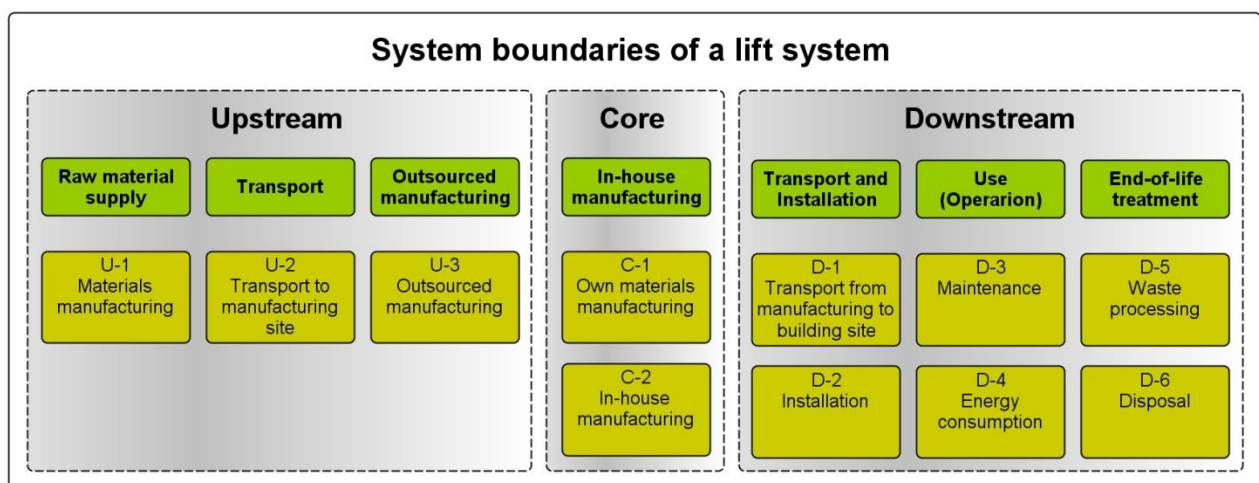 System boundaries of a lift system
Upstream
Raw material
supply
Transport
Outsourced
manufacturing
U-1
Materials
manufacturing
U-2
Transport to
manufacturing
site
U-3
Outsourced
manufacturing
Core
In-house
manufacturing
C-1
Own materials
manufacturing
C-2
In-house
manufacturing
Downstream
Transport and
Installation
Use
(Operarion)
End-of-life
treatment
D-1
Transport from
manufacturing to
building site
D-3
Maintenance
D-5
Waste
processing
D-2
Installation
D-4
Energy
consumption
D-6
Disposal